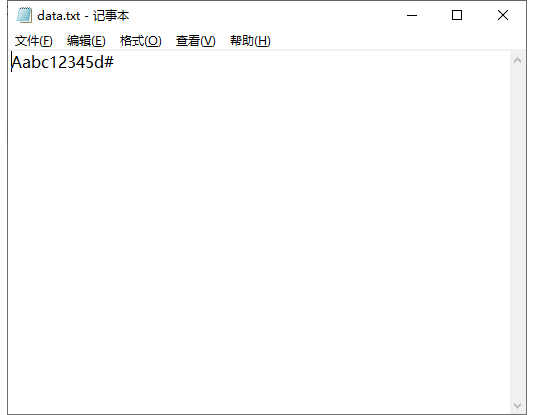 data.txt - 记事本
文件(F) 编辑(E) 格式(O) 查看(V) 帮助(H)
Aabc12345d#